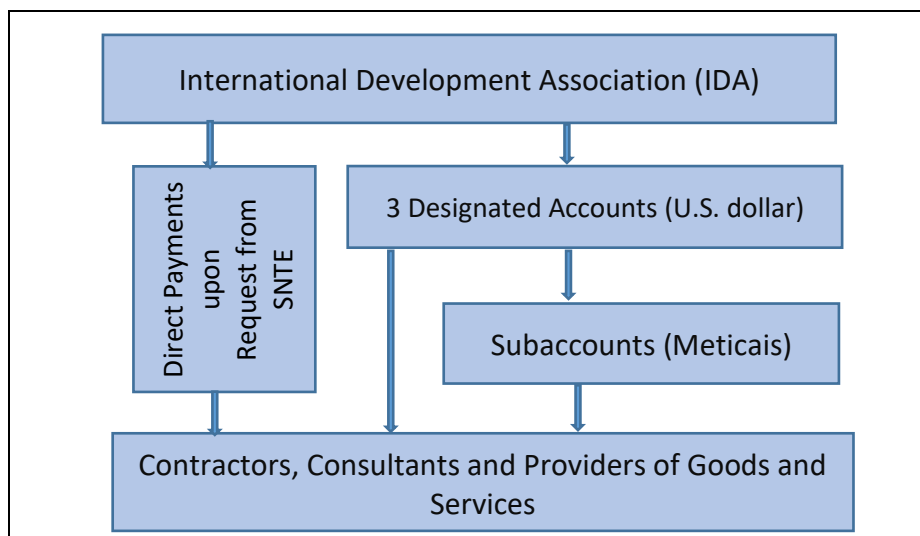 International Development Association (IDA)
Direct Payments
upon
Request from
SNTE
3 Designated Accounts (U.S. dollar)
Subaccounts (Meticais)
Contractors, Consultants and Providers of Goods and
Services